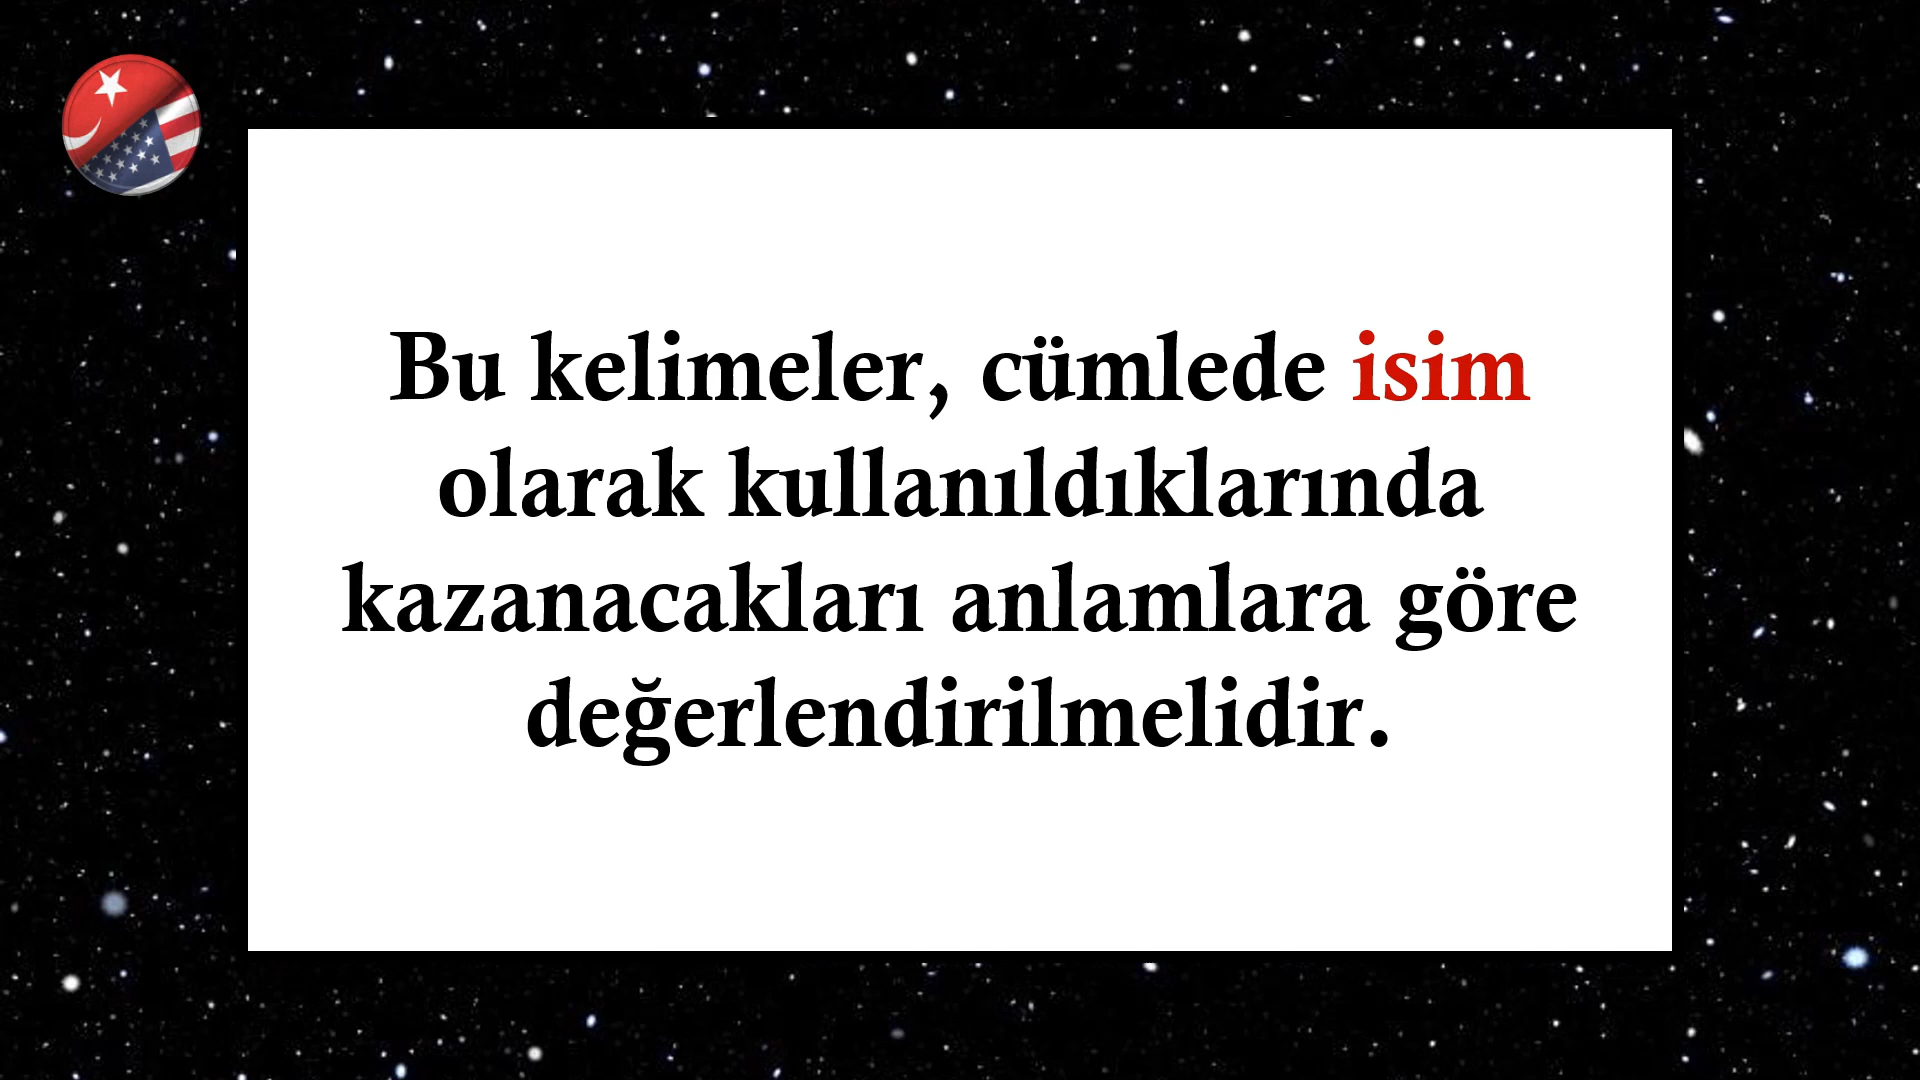 Bu kelimeler, cümlede isim
olarak kullanıldıklarında
kazanacakları anlamlara göre
değerlendirilmelidir.